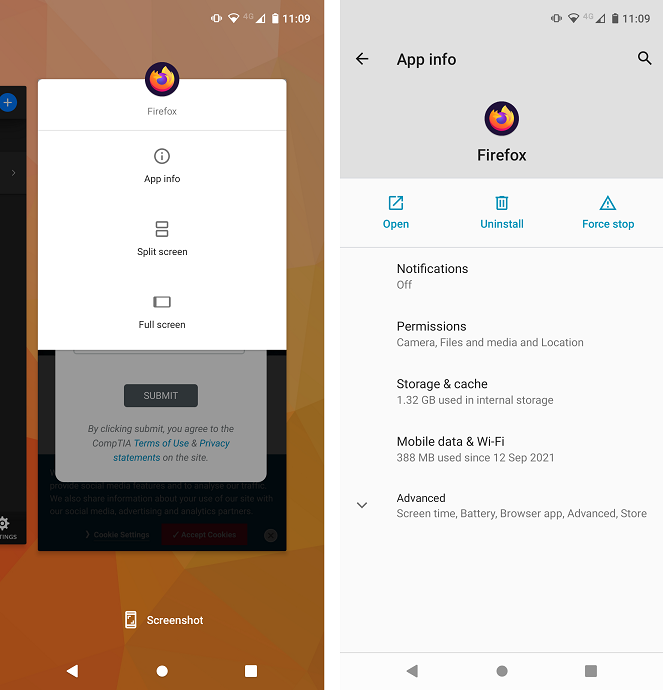 4G 11:09
Firefox
App info
Split screen
Full screen
SUBMIT
By clicking submit, you agree to the
CompTIA Terms of Use & Privacy
statements on the site.
provide social media features and to analyse our traffic.
We also share information about your use of our site with
our social media, advertising and analytics partners.
Cookie Settings
✓ Accept Cookies
TINGS
Screenshot
4G 11:09
App info
Firefox
Open
Uninstall
Force stop
Notifications
Off
Permissions
Camera, Files and media and Location
Storage & cache
1.32 GB used in internal storage
Mobile data & Wi-Fi
388 MB used since 12 Sep 2021
Advanced
Screen time, Battery, Browser app, Advanced, Store